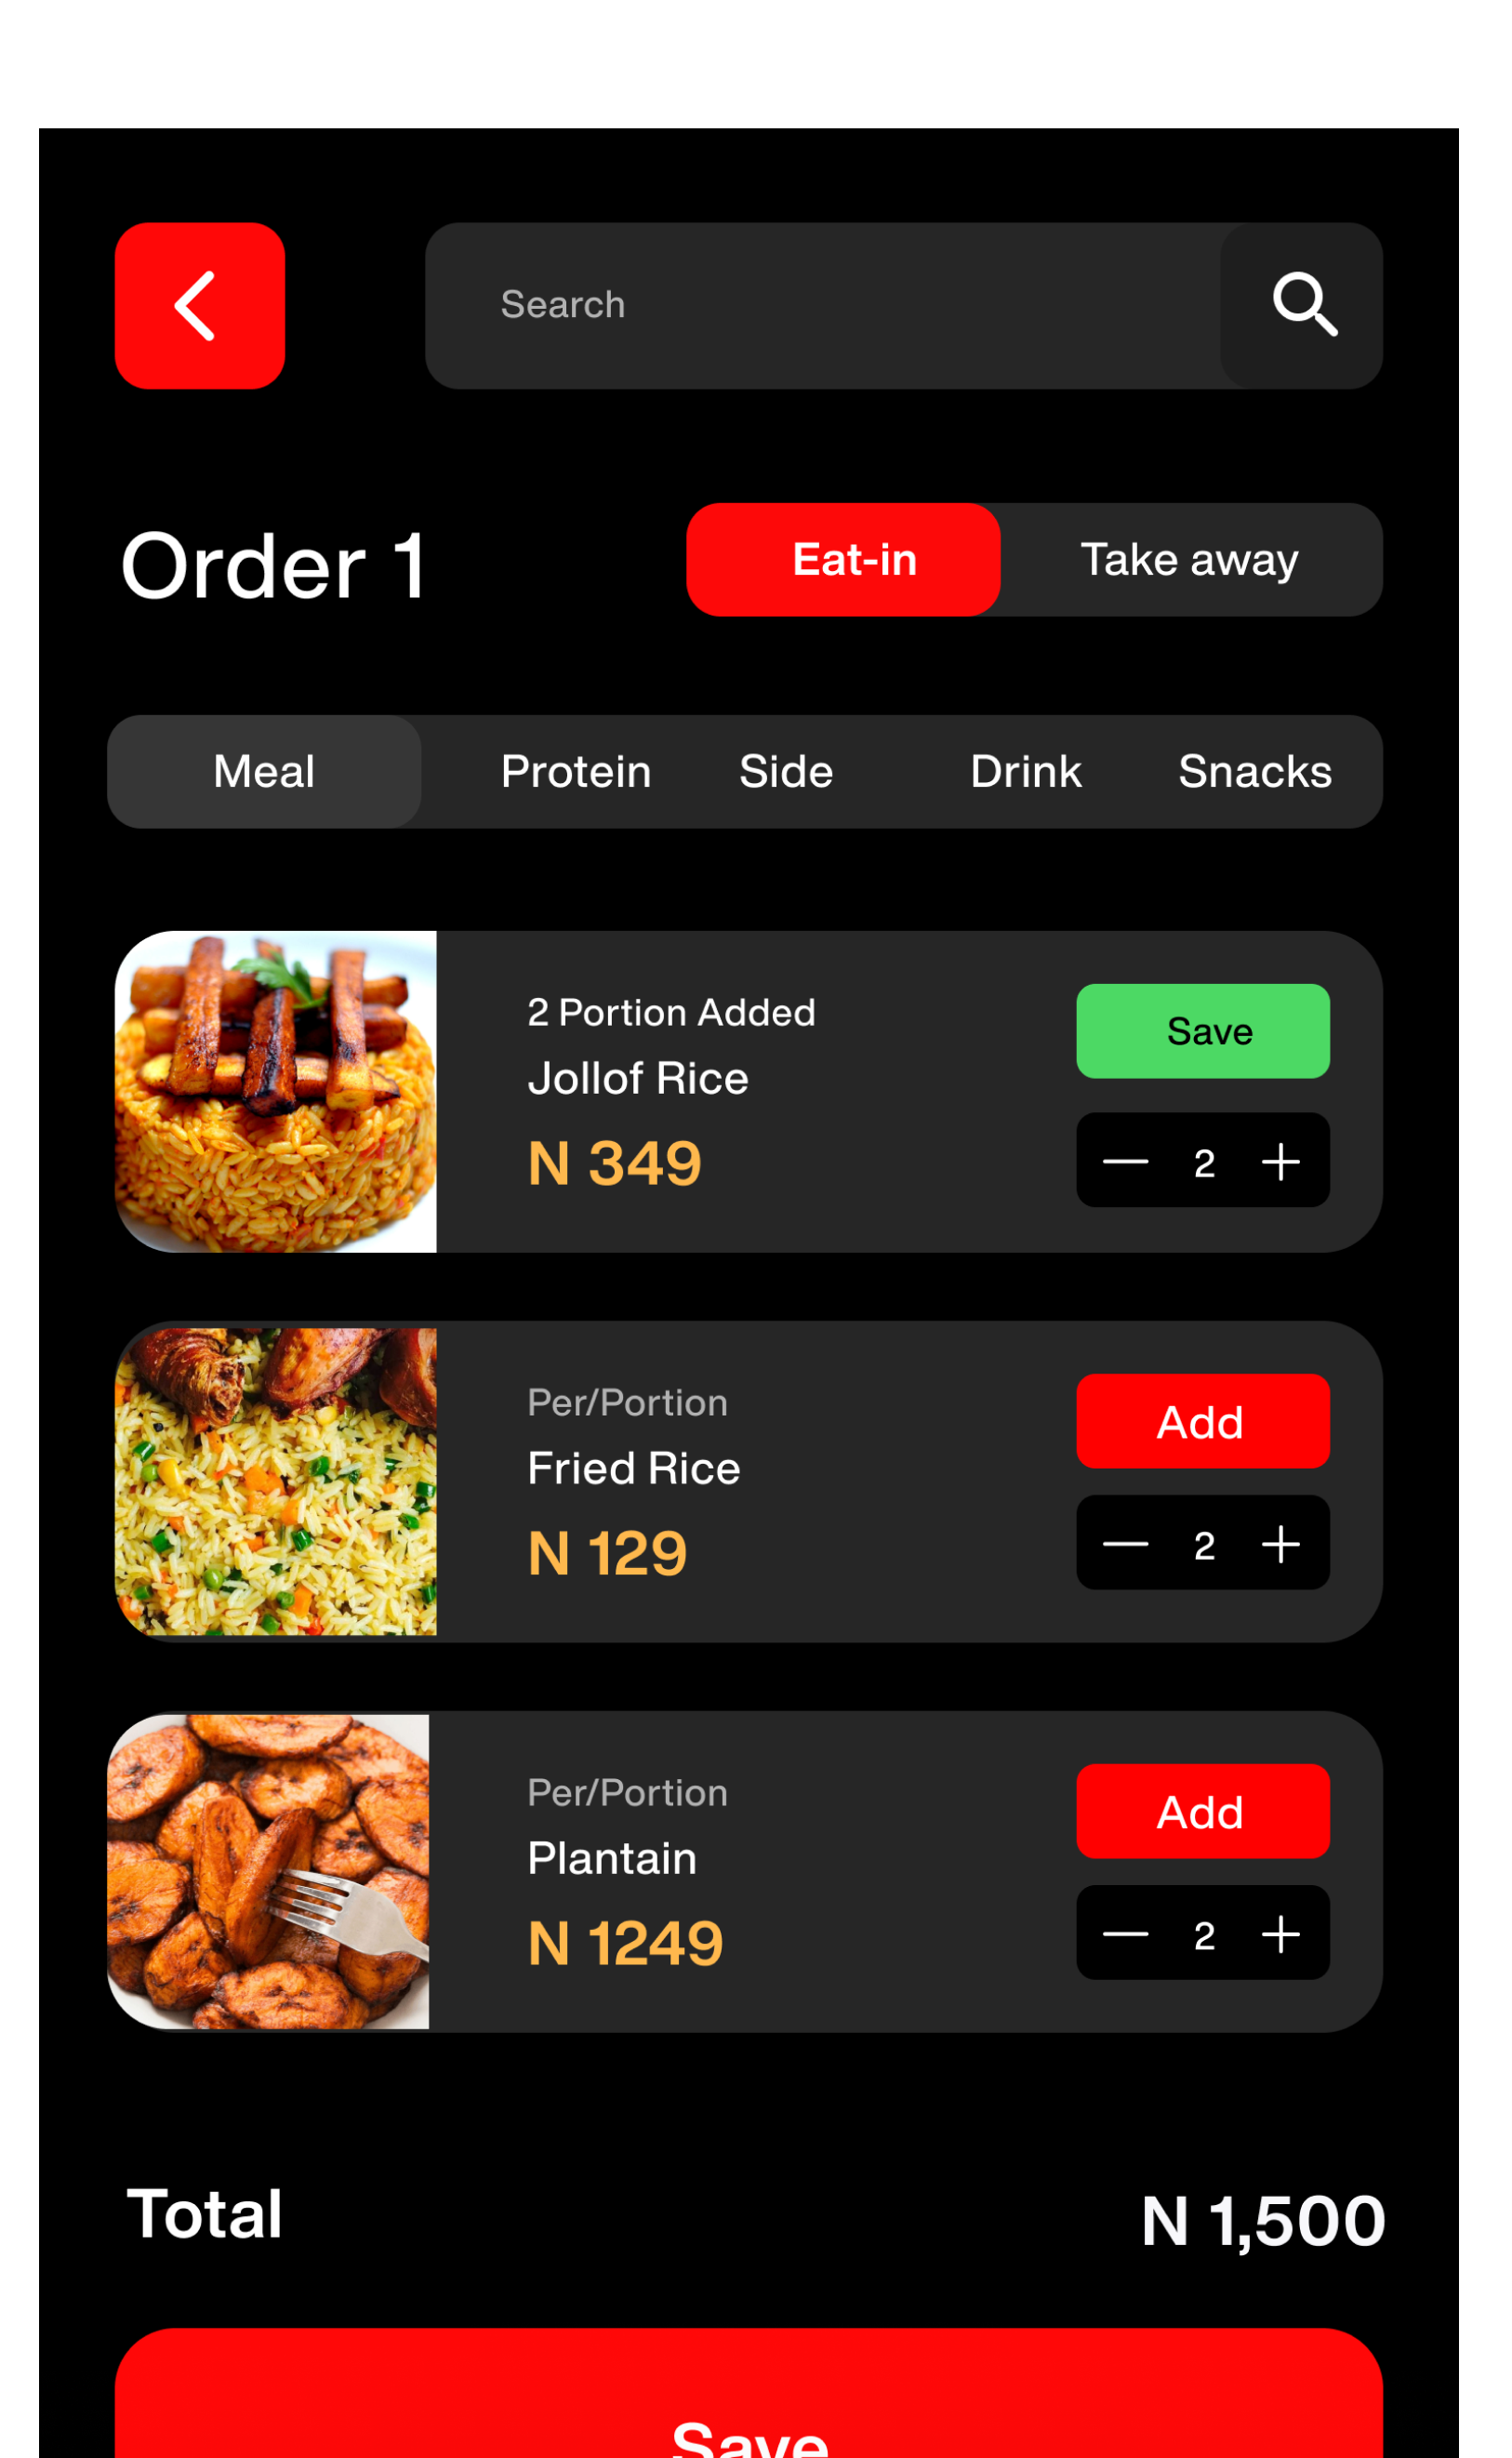 Search
Order 1
Eat-in
Take away
Meal
Protein
Side
Drink
Snacks
2 Portion Added
Save
Jollof Rice
N 349
2
Per/Portion
Add
Fried Rice
N 129
2
Per/Portion
Add
Plantain
N 1249
2
Total
N 1,500
Save